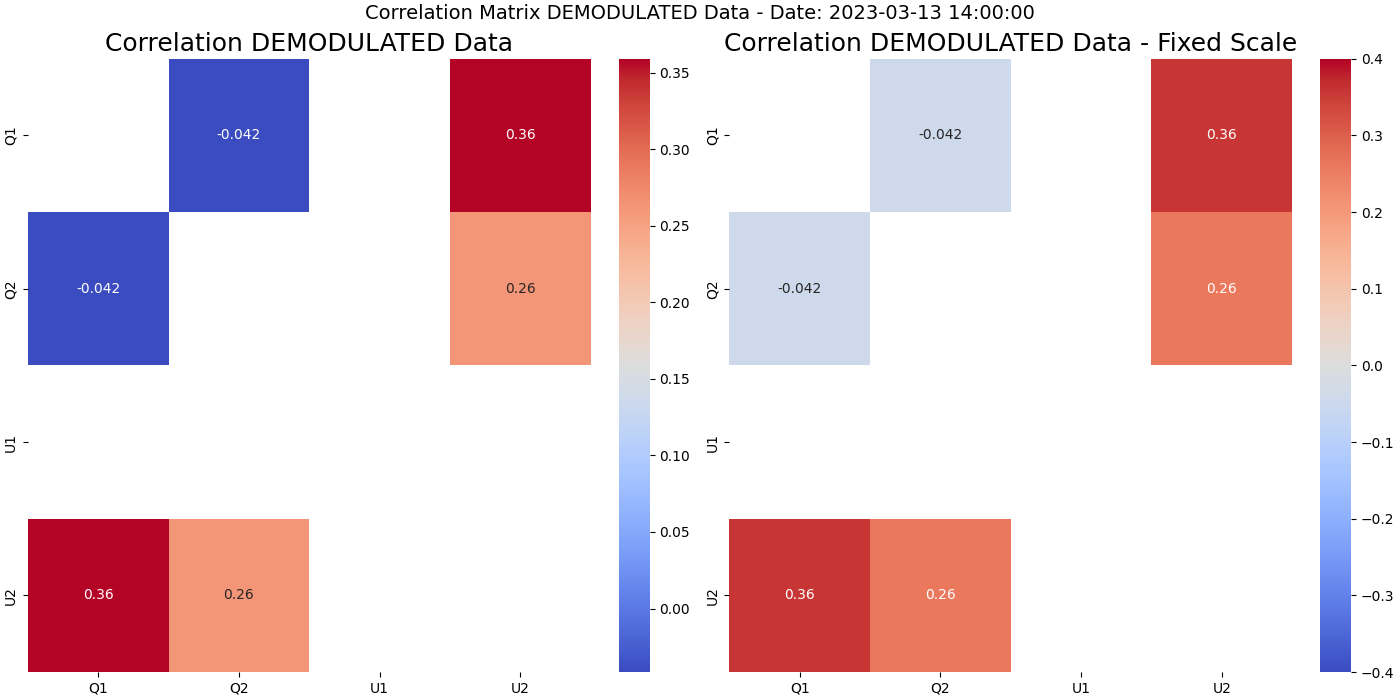 Correlation Matrix DEMODULATED Data - Date: 2023-03-13 14:00:00
Correlation DEMODULATED Data
Q1
Q2
U1
U2
-0.042
0.36
-0.042
0.26
0.36
0.26
Q1
Q2
U1
U2
0.35
0.30
0.25
0.20
0.15
0.10
0.05
0.00
Correlation DEMODULATED Data - Fixed Scale
Q1
Q2
U1
U2
-0.042
0.36
-0.042
0.26
0.36
0.26
Q1
Q2
U1
U2
0.4
0.3
0.2
0.1
0.0
−0.1
−0.2
−0.3
−0.4